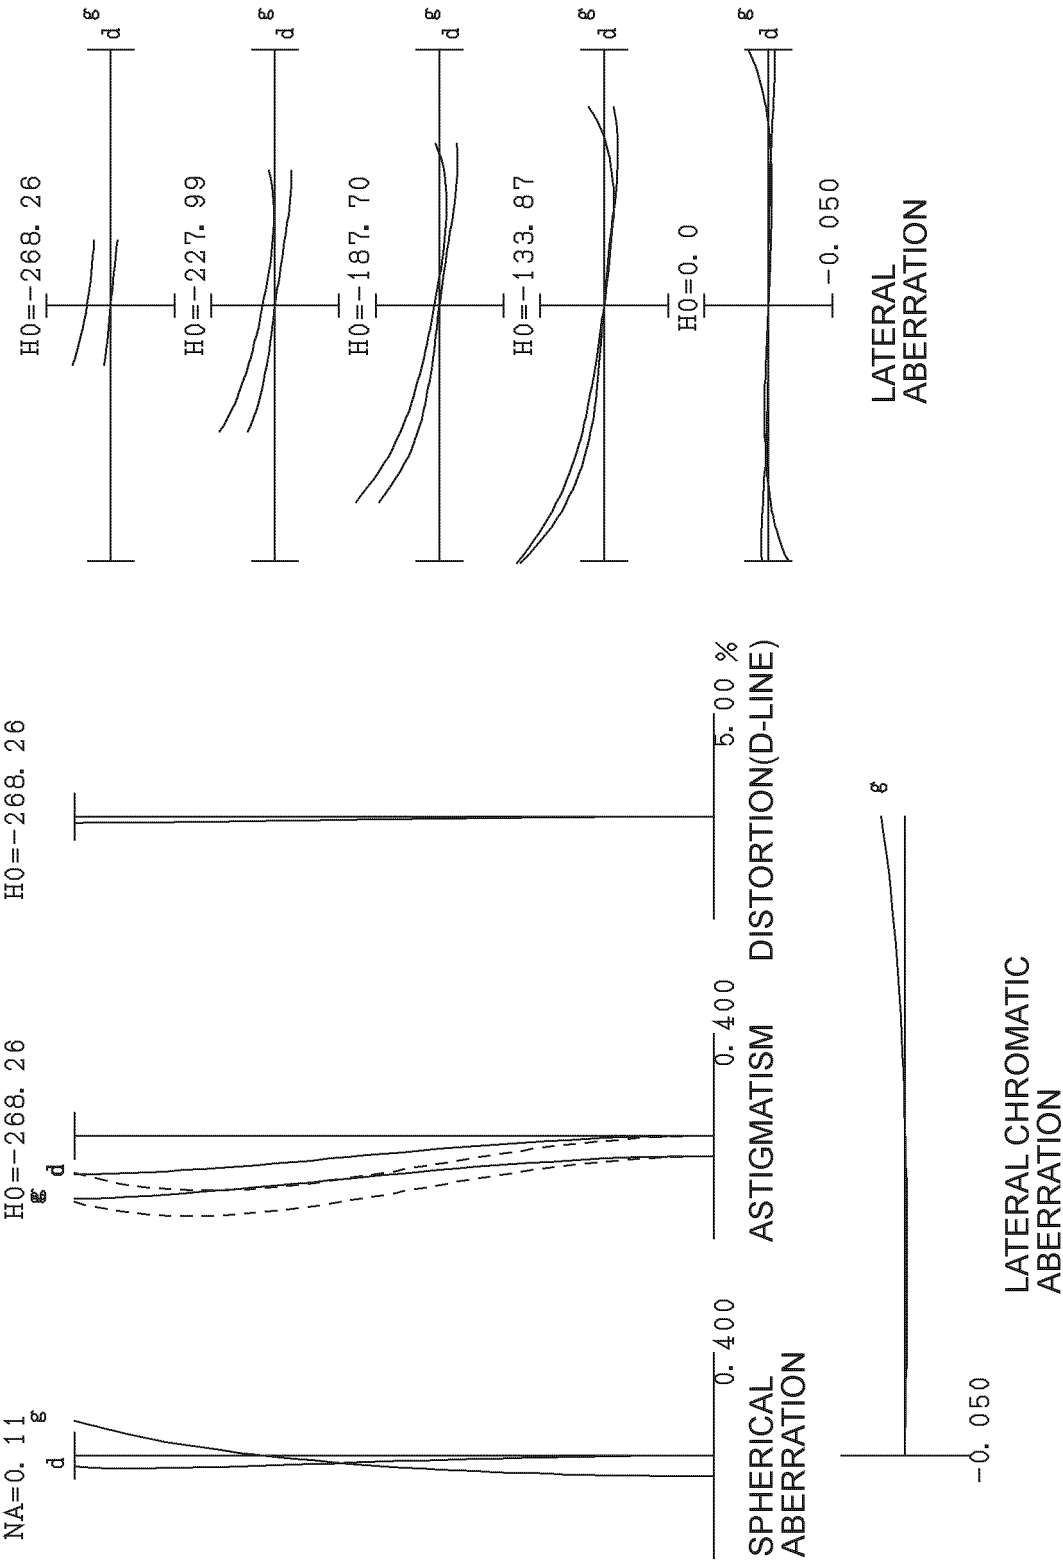 NA=0. 11
g
d
0. 400
SPHERICAL
ABERRATION
H0=-268. 26
g
d
0. 400
ASTIGMATISM
H0=-268. 26
5. 00 %
DISTORTION(D-LINE)
g
-0. 050
LATERAL CHROMATIC
ABERRATION
H0=-268. 26
g
d
H0=-227. 99
g
d
H0=-187. 70
g
d
H0=-133. 87
g
d
H0=0. 0
g
d
-0. 050
LATERAL
ABERRATION